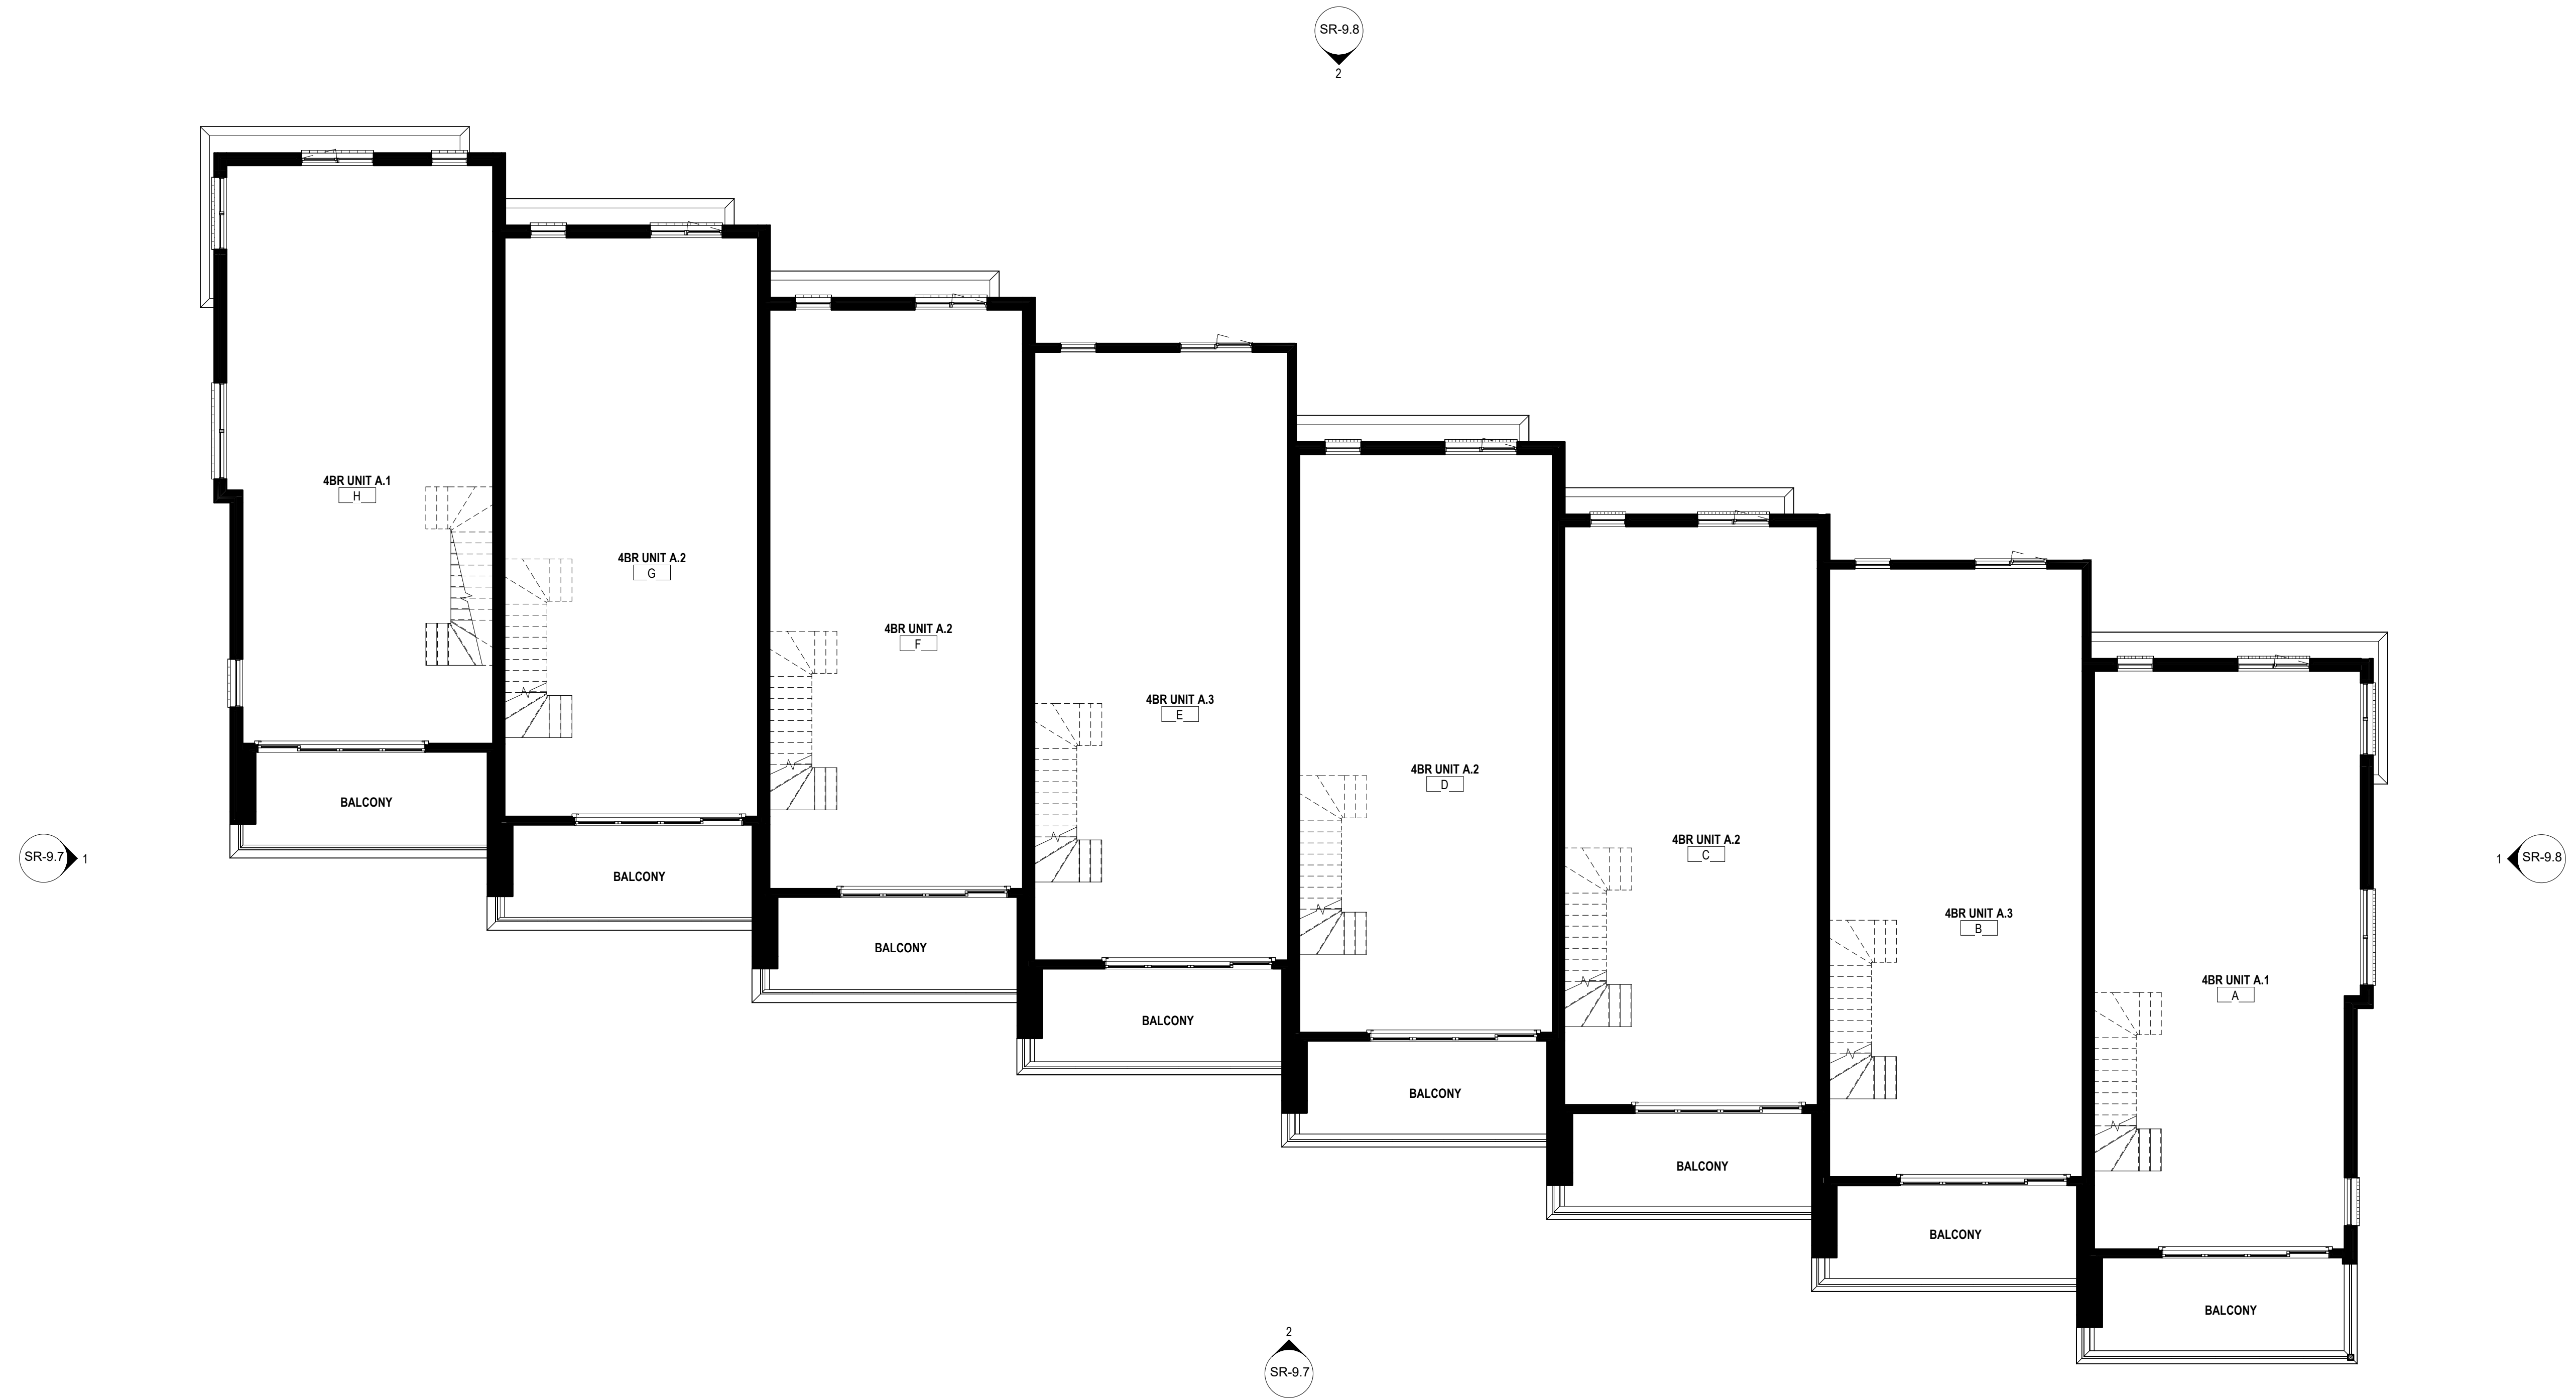 SR-9.8
2
4BR UNIT A.1
H
4BR UNIT A.2
G
4BR UNIT A.2
F
4BR UNIT A.3
E
4BR UNIT A.2
D
4BR UNIT A.2
C
4BR UNIT A.3
B
4BR UNIT A.1
A
BALCONY
BALCONY
BALCONY
BALCONY
BALCONY
BALCONY
BALCONY
BALCONY
SR-9.7 1
1 SR-9.8
2
SR-9.7